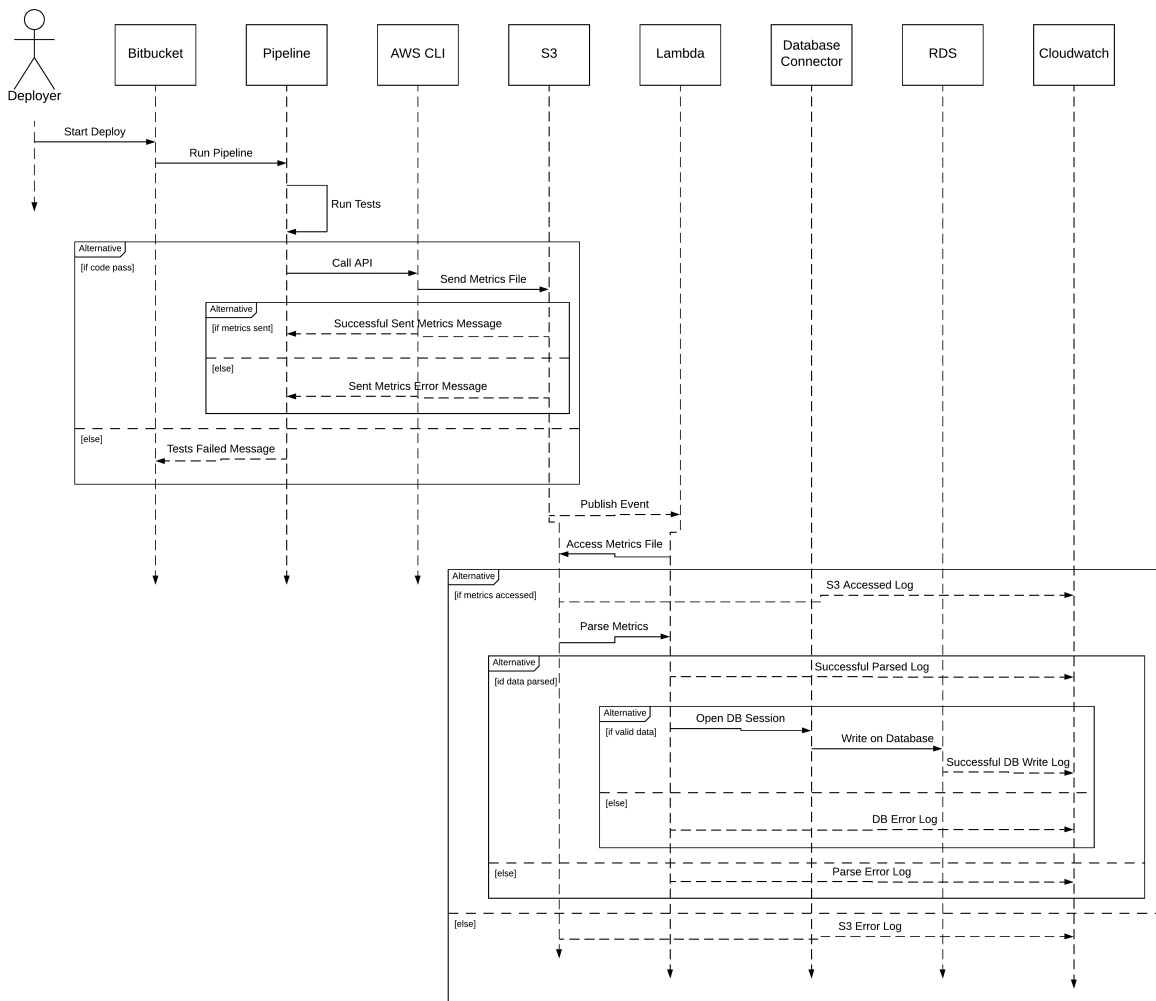 Deployer
Bitbucket
Pipeline
AWS CLI
S3
Lambda
Database
Connector
RDS
Cloudwatch
Start Deploy
Run Pipeline
Run Tests
Alternative
[if code pass]
Call API
Send Metrics File
Alternative
[if metrics sent]
Successful Sent Metrics Message
[else]
Sent Metrics Error Message
[else]
Tests Failed Message
Publish Event
Access Metrics File
Alternative
[if metrics accessed]
S3 Accessed Log
Parse Metrics
Alternative
[id data parsed]
Successful Parsed Log
Alternative
[if valid data]
Open DB Session
Write on Database
Successful DB Write Log
[else]
DB Error Log
[else]
Parse Error Log
[else]
S3 Error Log